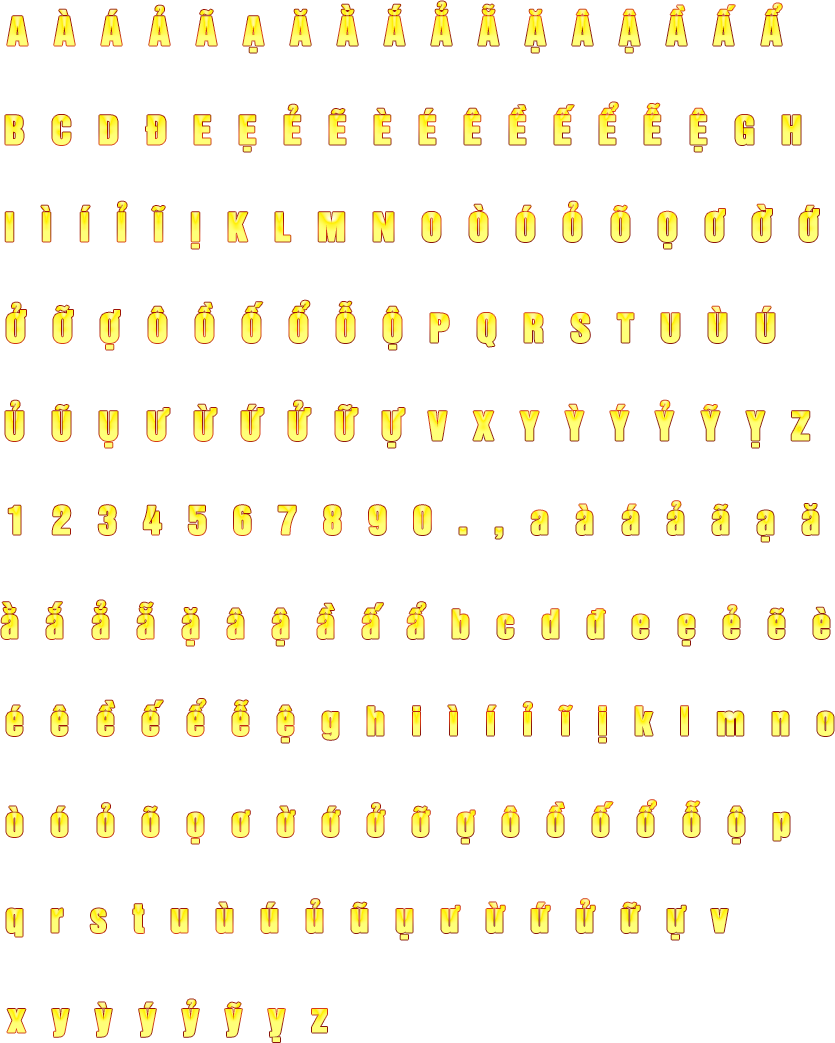 A À Á Ả Ã Ạ Ă Ằ Ắ Ẳ Ẵ Ặ Â Ậ Ầ Ấ Ẩ
B C D Đ E Ẹ Ẻ Ẽ È É Ê Ề Ế Ể Ễ Ệ G H
I Ì Í Ỉ Ĩ Ị K L M N O Ò Ó Ỏ Õ Ọ Ơ Ờ Ớ
Ở Ỡ Ợ Ô Ồ Ố Ổ Ỗ Ộ P Q R S T U Ù Ú
Ủ Ũ Ụ Ư Ừ Ứ Ử Ữ Ự V X Y Ỳ Ý Ỷ Ỹ Ỵ Z
1 2 3 4 5 6 7 8 9 0 . , a à á ả ã ạ ă
ằ ắ ẳ ẵ ặ â ậ ầ ấ ẩ b c d đ e ẹ ẻ ẽ è
é ê ề ế ể ễ ệ g h i ì í ỉ ĩ ị k l m n o
ò ó ỏ õ ọ ơ ờ ớ ở ỡ ợ ô ồ ố ổ ỗ ộ p
q r s t u ù ú ủ ũ ụ ư ừ ứ ử ữ ự v
x y ỳ ý ỷ ỹ ỵ z